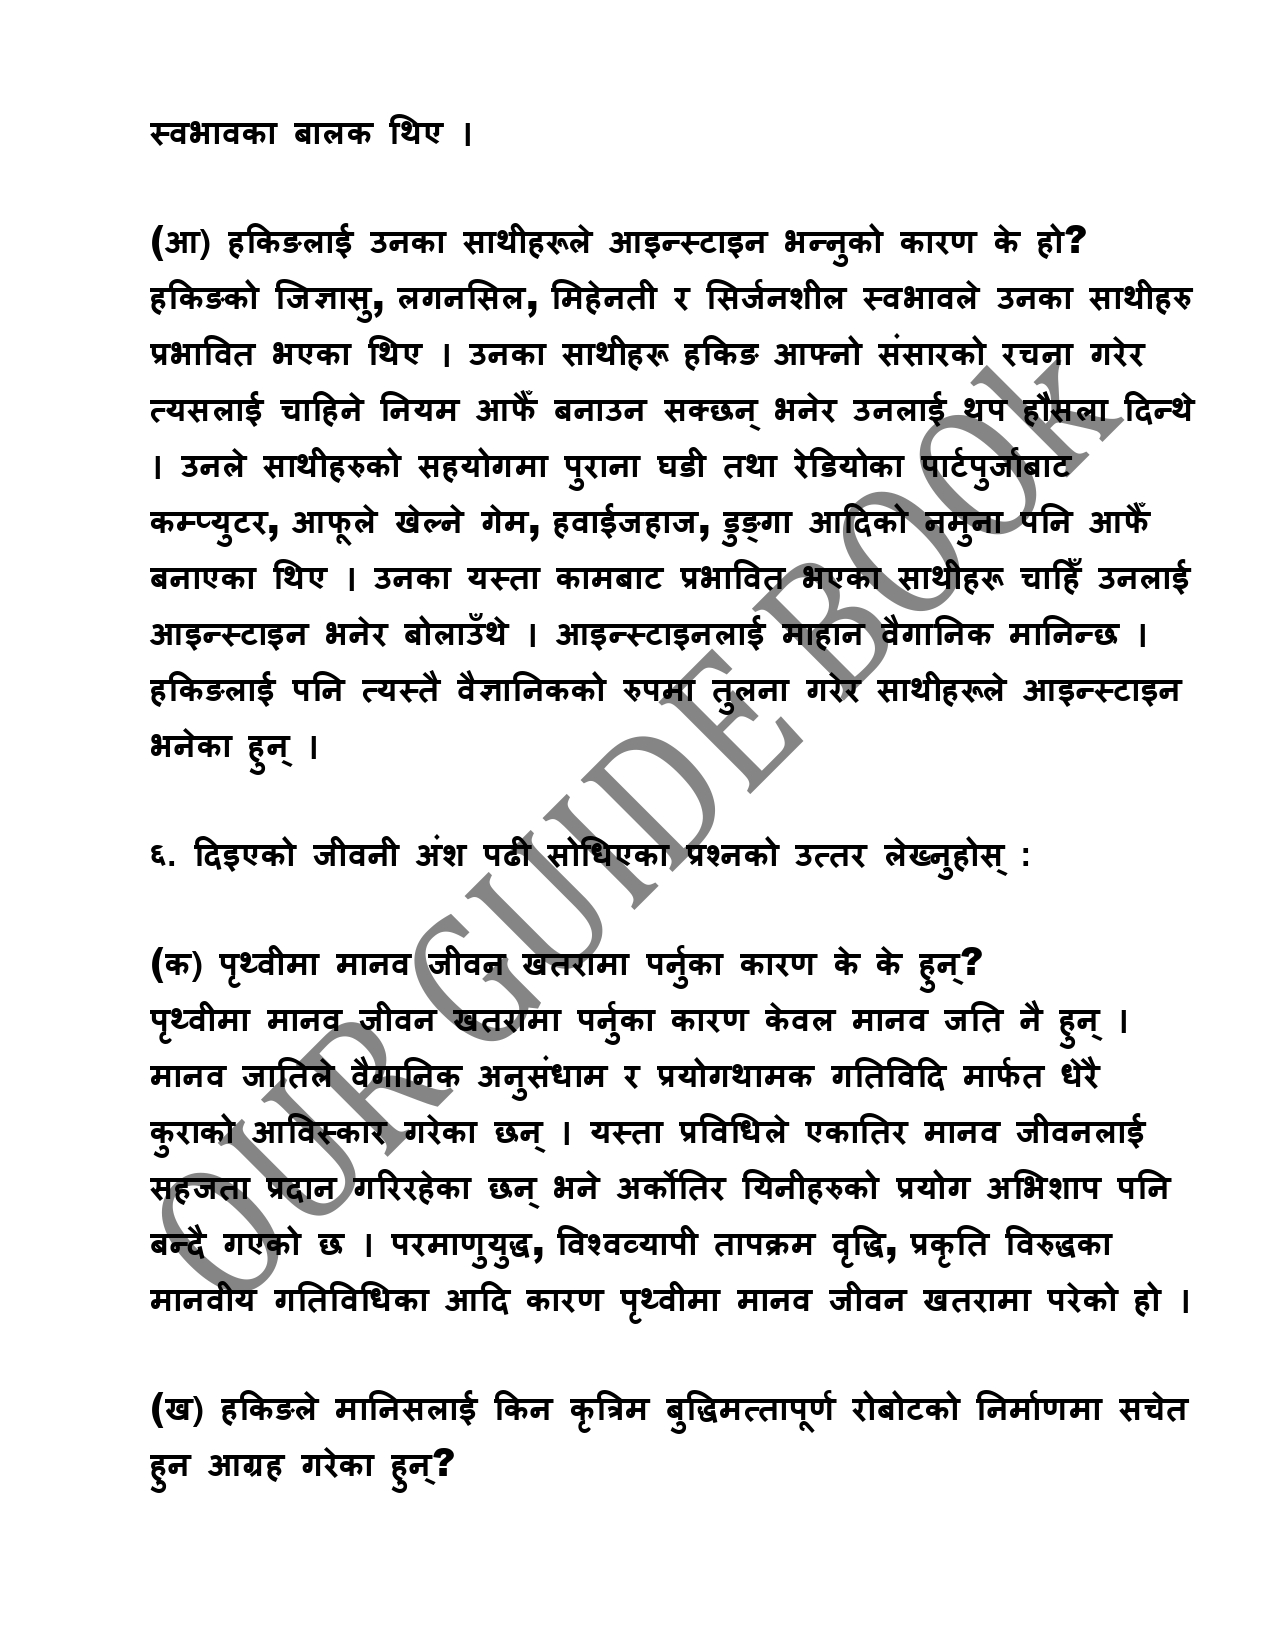 स्वभावका बालक थिए ।
(आ) हकिङलाई उनका साथीहरूले आइन्स्टाइन भन्नुको कारण के हो?
हकिङको जिज्ञासु, लगनसिल, मिहेनती र सिर्जनशील स्वभावले उनका साथीहरु
प्रभावित भएका थिए । उनका साथीहरू हकिङ आफ्नो संसारको रचना गरेर
त्यसलाई चाहिने नियम आफैँ बनाउन सक्छन् भनेर उनलाई थप हौसला दिन्थे
। उनले साथीहरुको सहयोगमा पुराना घडी तथा रेडियोका पार्टपुर्जाबाट
कम्प्युटर, आफूले खेल्ने गेम, हवाईजहाज, डुङ्गा आदिको नमुना पनि आफैँ
बनाएका थिए । उनका यस्ता कामबाट प्रभावित भएका साथीहरू चाहिँ उनलाई
आइन्स्टाइन भनेर बोलाउँथे । आइन्स्टाइनलाई माहान वैगानिक मानिन्छ ।
हकिङलाई पनि त्यस्तै वैज्ञानिकको रुपमा तुलना गरेर साथीहरूले आइन्स्टाइन
भनेका हुन् ।
६. दिइएको जीवनी अंश पढी सोधिएका प्रश्नको उत्तर लेख्नुहोस् :
(क) पृथ्वीमा मानव जीवन खतरामा पर्नुका कारण के के हुन्?
पृथ्वीमा मानव जीवन खतरामा पर्नुका कारण केवल मानव जति नै हुन् ।
मानव जातिले वैगानिक अनुसंधाम र प्रयोगथामक गतिविदि मार्फत धेरै
कुराको आविस्कार गरेका छन् । यस्ता प्रविधिले एकातिर मानव जीवनलाई
सहजता प्रदान गरिरहेका छन् भने अर्कोतिर यिनीहरुको प्रयोग अभिशाप पनि
बन्दै गएको छ । परमाणुयुद्ध, विश्वव्यापी तापक्रम वृद्धि, प्रकृति विरुद्धका
मानवीय गतिविधिका आदि कारण पृथ्वीमा मानव जीवन खतरामा परेको हो ।
(ख) हकिङले मानिसलाई किन कृत्रिम बुद्धिमत्तापूर्ण रोबोटको निर्माणमा सचेत
हुन आग्रह गरेका हुन्?
OUR GUIDE BOOk